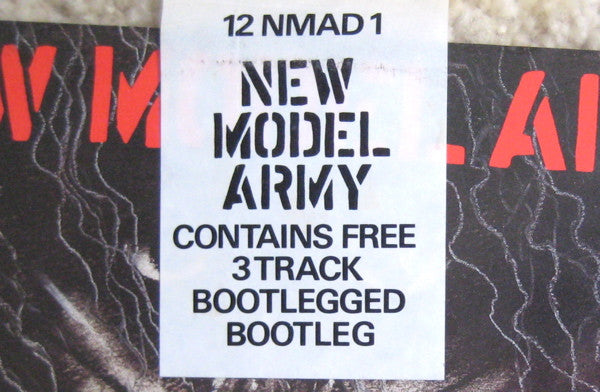 12 NMAD 1
NEW
MODEL
ARMY
CONTAINS FREE
3 TRACK
BOOTLEGGED
BOOTLEG